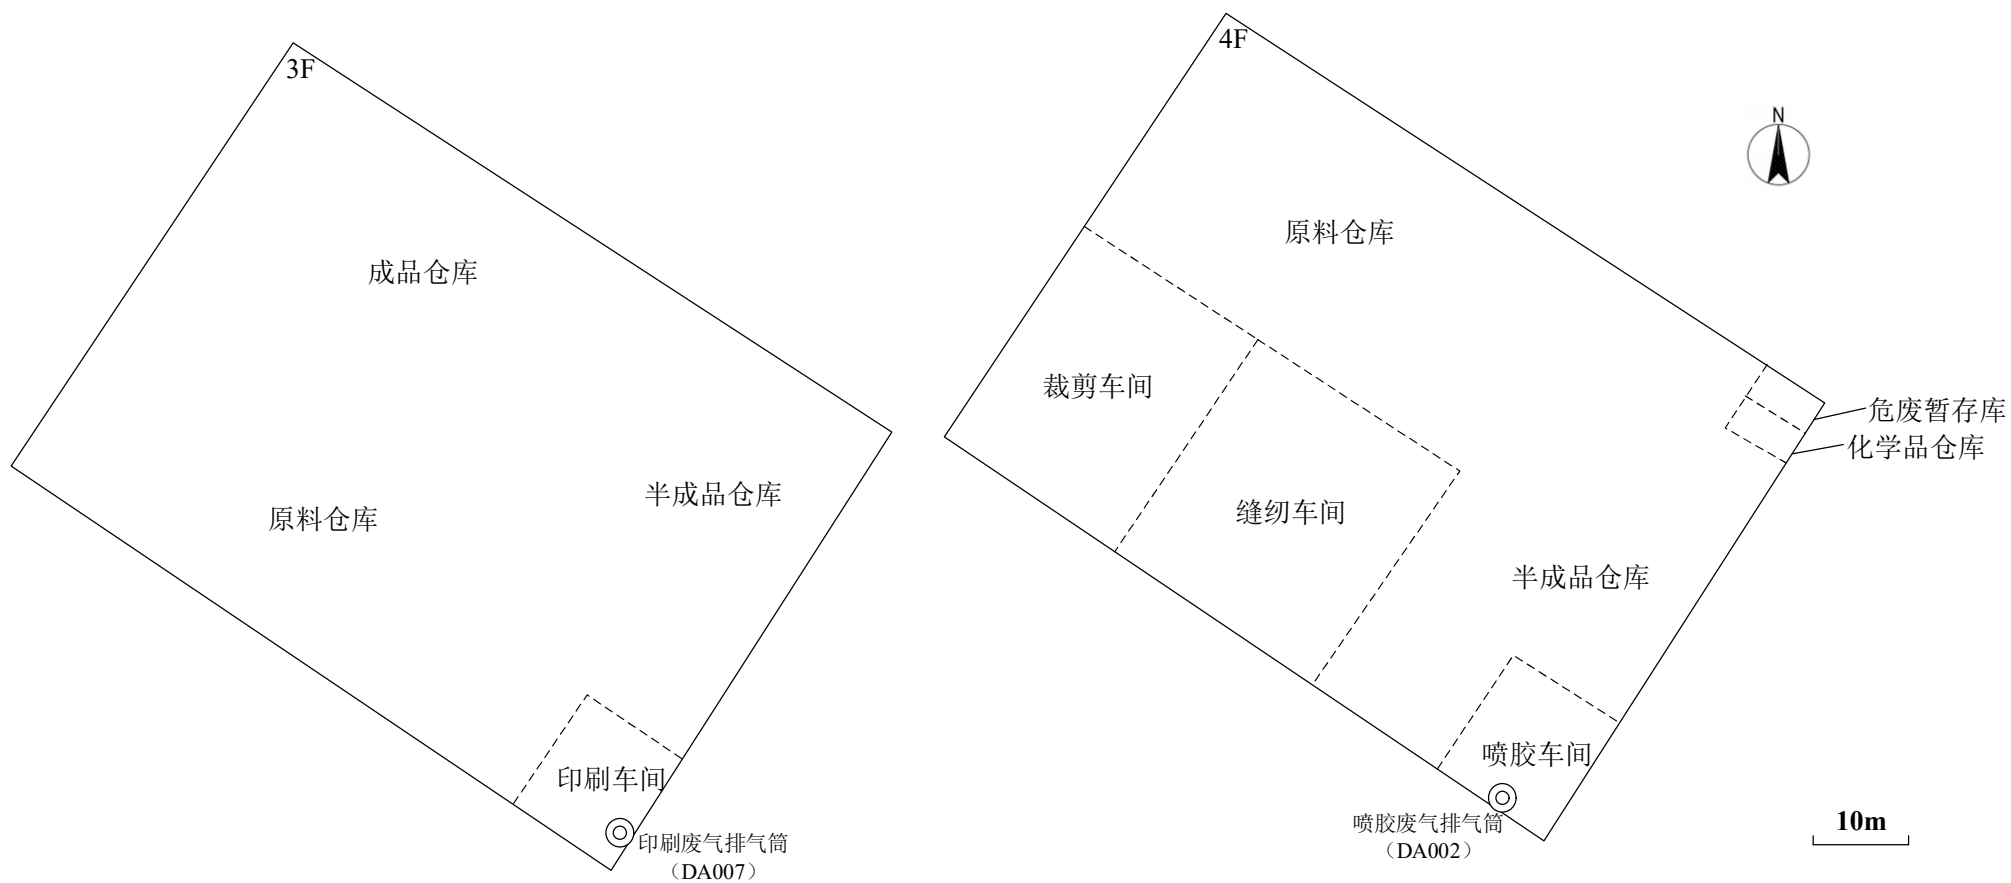 3F
成品仓库
原料仓库
半成品仓库
印刷车间
印刷废气排气筒
（DA007）
4F
N
原料仓库
裁剪车间
缝纫车间
危废暂存库
化学品仓库
半成品仓库
喷胶车间
喷胶废气排气筒
（DA002）
10m